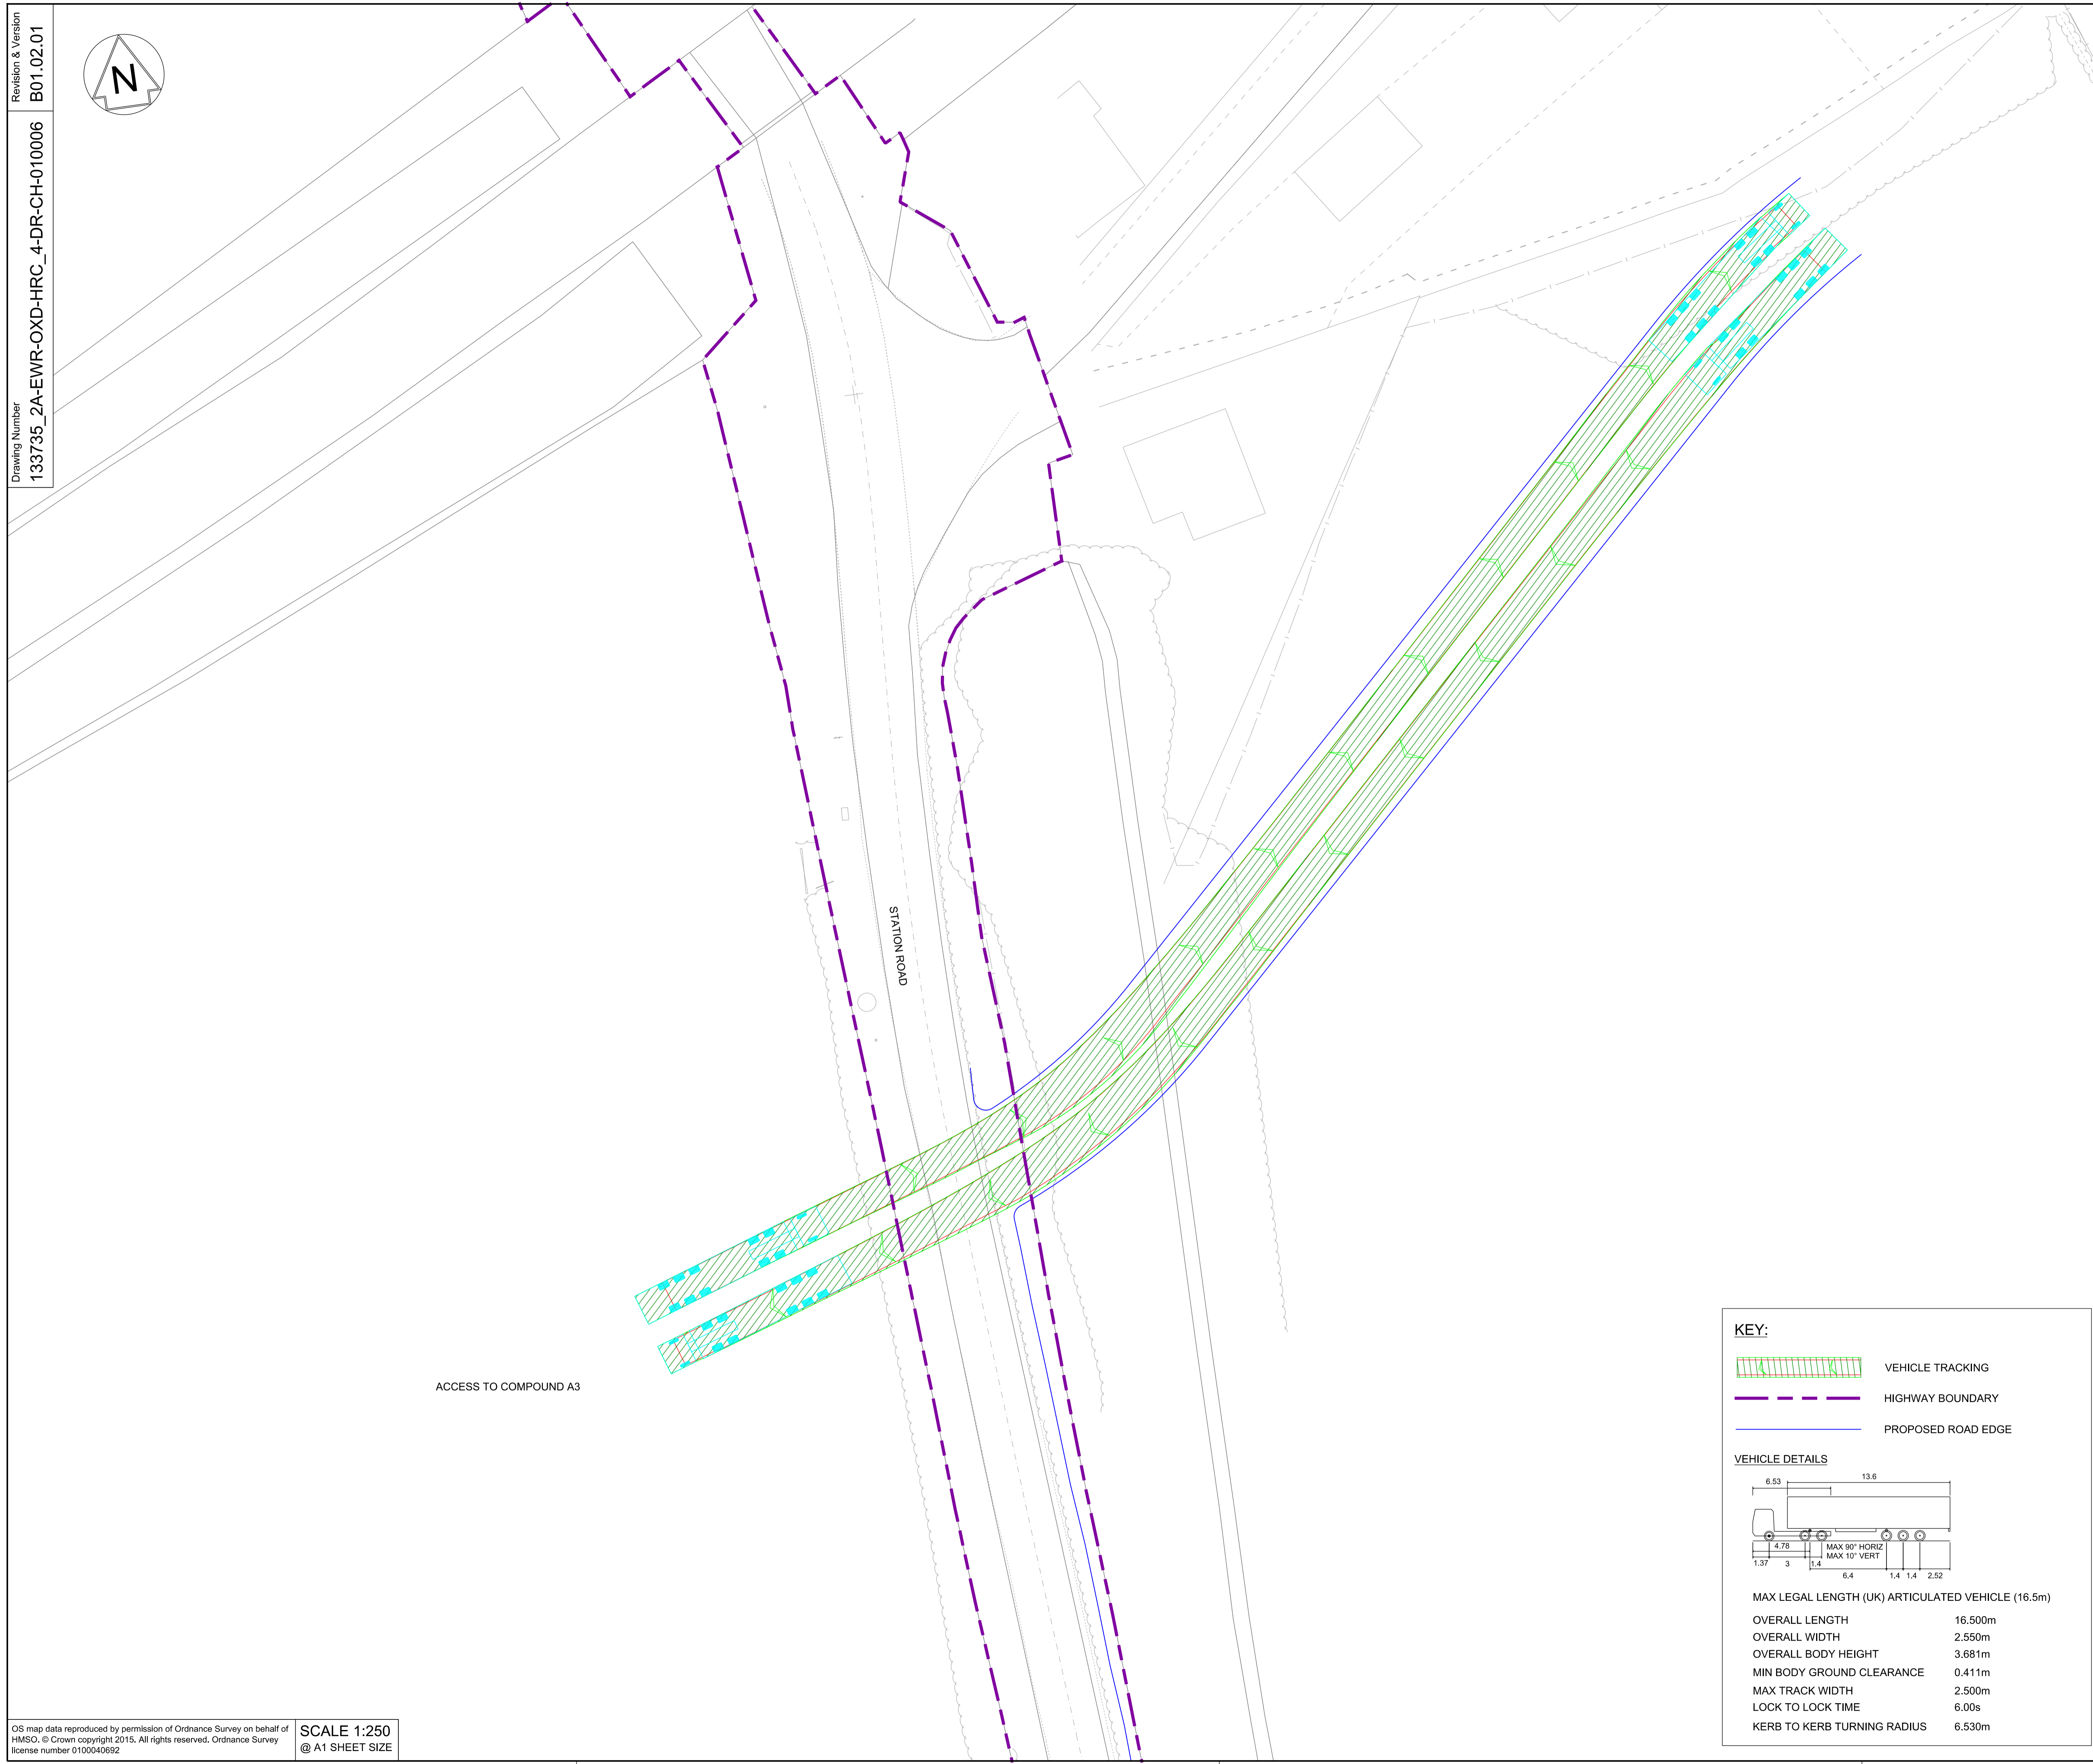 Revision & Version
B01.02.01
Drawing Number
133735_2A-EWR-OXD-HRC_4-DR-CH-010006
N
STATION ROAD
ACCESS TO COMPOUND A3
KEY:
VEHICLE TRACKING
HIGHWAY BOUNDARY
PROPOSED ROAD EDGE
VEHICLE DETAILS
6.53
13.6
4.78
MAX 90° HORIZ
MAX 10° VERT
1.37
3
1.4
6.4
1.4
1.4
2.52
MAX LEGAL LENGTH (UK) ARTICULATED VEHICLE (16.5m)
OVERALL LENGTH 16.500m
OVERALL WIDTH 2.550m
OVERALL BODY HEIGHT 3.681m
MIN BODY GROUND CLEARANCE 0.411m
MAX TRACK WIDTH 2.500m
LOCK TO LOCK TIME 6.00s
KERB TO KERB TURNING RADIUS 6.530m
OS map data reproduced by permission of Ordnance Survey on behalf of
HMSO. © Crown copyright 2015. All rights reserved. Ordnance Survey
license number 0100040692
SCALE 1:250
@ A1 SHEET SIZE